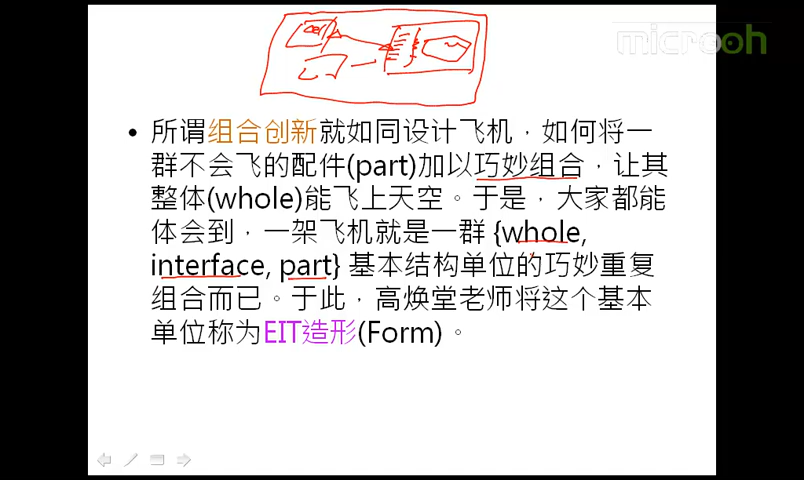 microoh
所谓组合创新就如同设计飞机，如何将一
群不会飞的配件(part)加以巧妙组合，让其
整体(whole)能飞上天空。于是，大家都能
体会到，一架飞机就是一群 {whole,
interface, part} 基本结构单位的巧妙重复
组合而已。于此，高焕堂老师将这个基本
单位称为EIT造形(Form)。